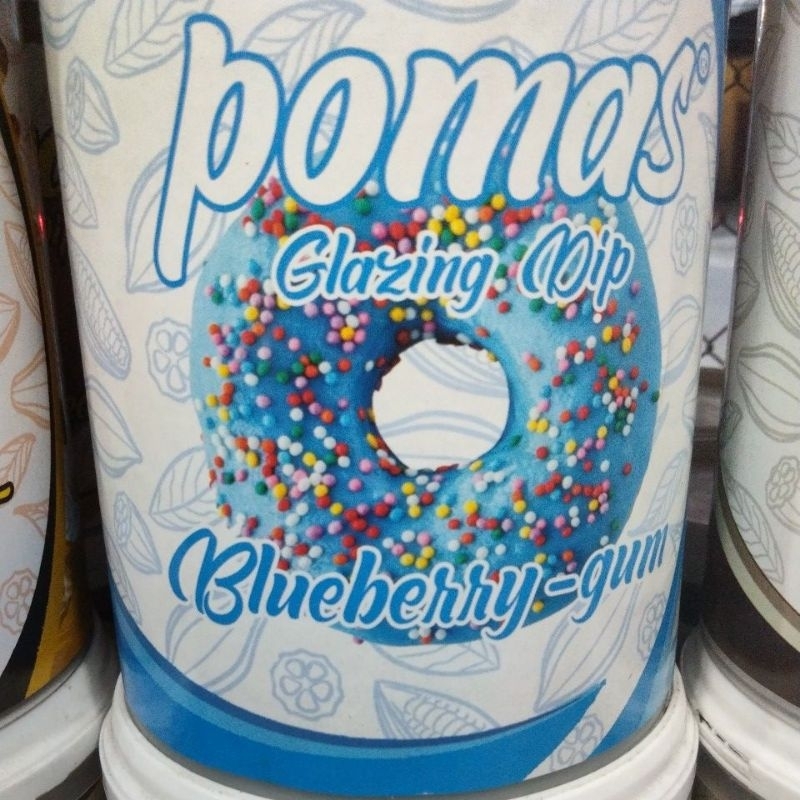 pomas®
Glazing Dip
Blueberry-gum